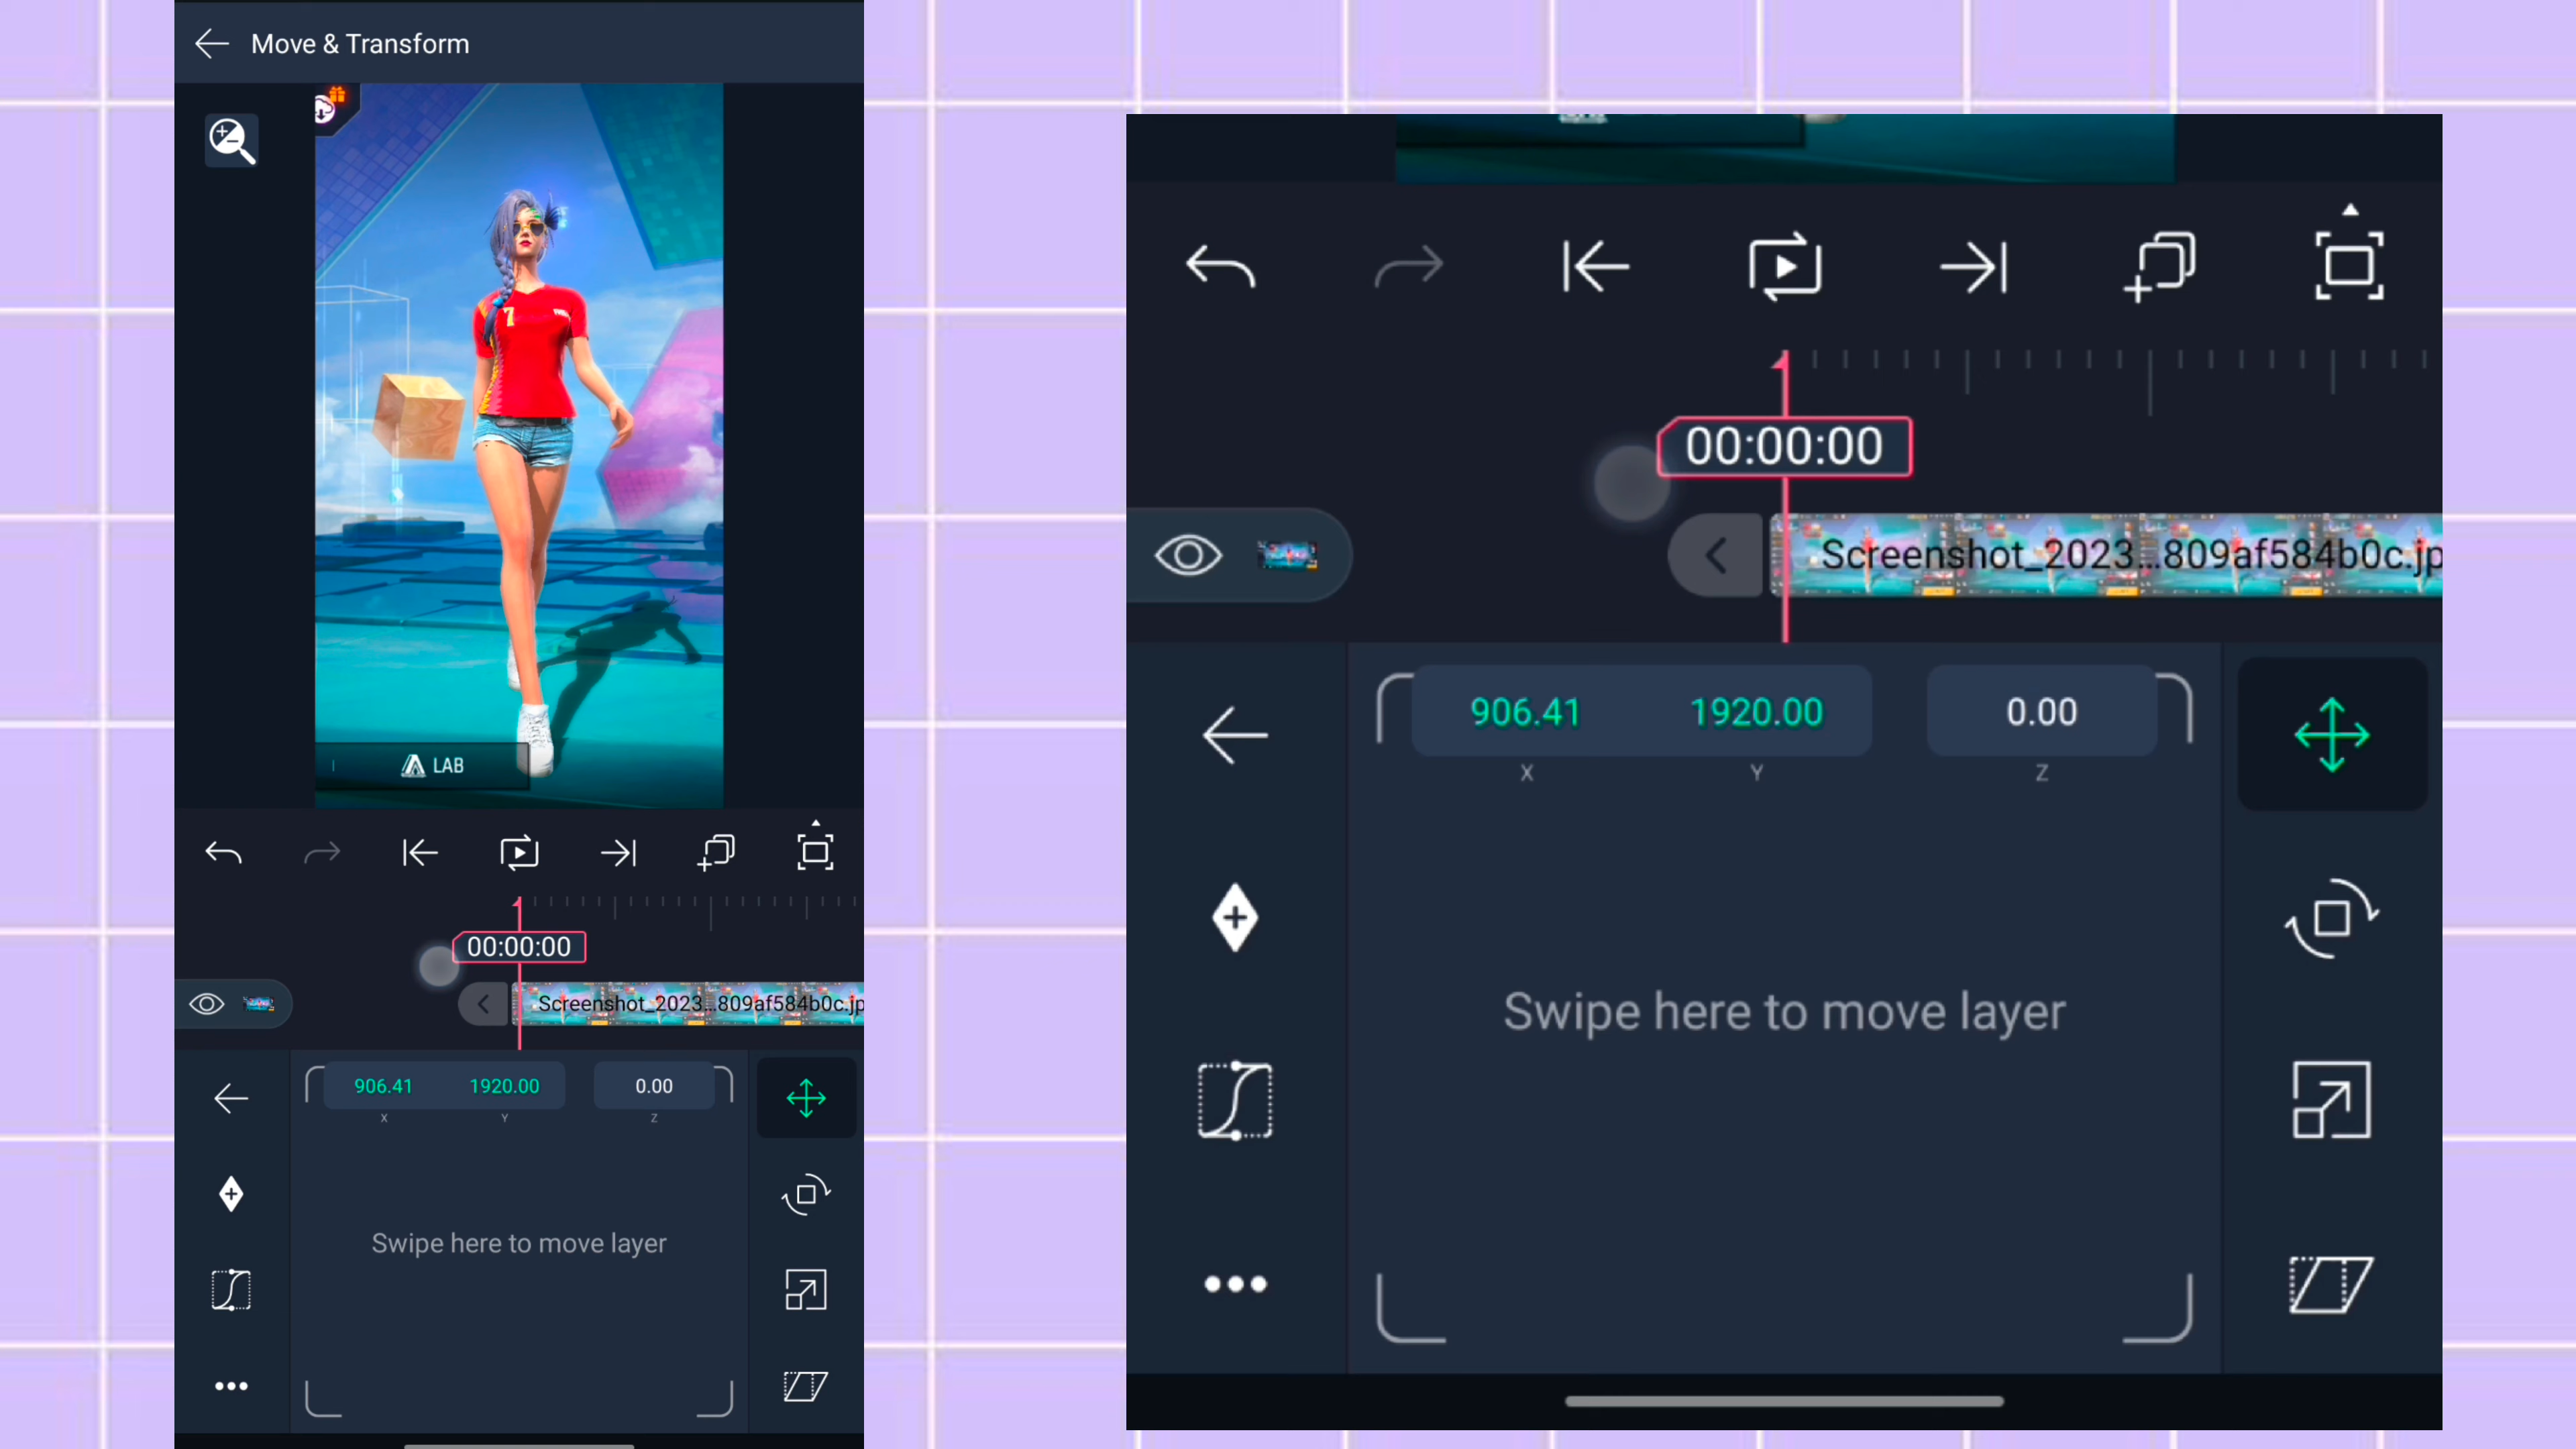 Move & Transform
7
LAB
00:00:00
Screenshot_2023...809af584b0c.jp
906.41 1920.00 0.00
X Y Z
Swipe here to move layer
00:00:00
Screenshot_2023...809af584b0c.jp
906.41 1920.00 0.00
X Y Z
Swipe here to move layer